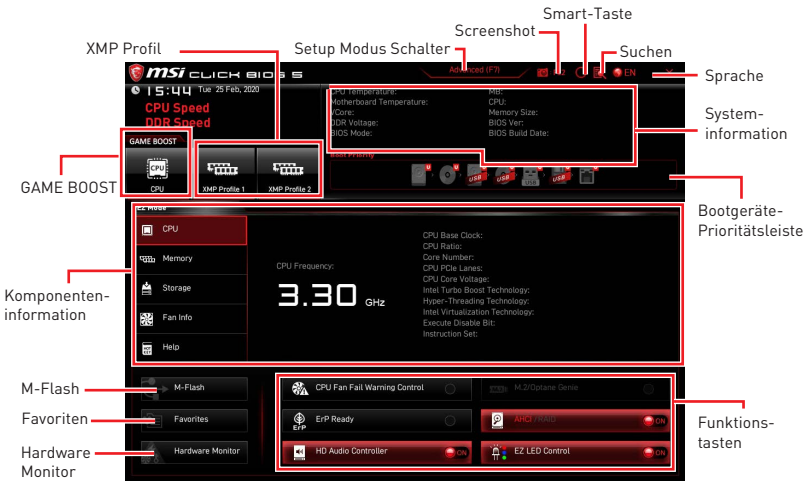 Smart-Taste
Screenshot
XMP Profil
Setup Modus Schalter
Suchen
Sprache
msi CLICK BIOS 5
Advanced (F7)
F12
EN
X
15:44 Tue 25 Feb, 2020
CPU Speed
DDR Speed
CPU Temperature:
Motherboard Temperature:
VCore:
DDR Voltage:
BIOS Mode:
MB:
CPU:
Memory Size:
BIOS Ver:
BIOS Build Date:
System-
information
GAME BOOST
CPU
XMP Profile 1
XMP Profile 2
Boot Priority
U
U
U
USB
U
USB
U
USB
U
USB
U
GAME BOOST
Bootgeräte-
Prioritätsleiste
EZ Mode
CPU
Memory
Storage
Fan Info
Help
CPU Frequency:
3.30 GHz
CPU Base Clock:
CPU Ratio:
Core Number:
CPU PCIe Lanes:
CPU Core Voltage:
Intel Turbo Boost Technology:
Hyper-Threading Technology:
Intel Virtualization Technology:
Execute Disable Bit:
Instruction Set:
Komponenten-
information
M-Flash
Favoriten
Hardware
Monitor
M-Flash
Favorites
Hardware Monitor
CPU Fan Fail Warning Control
M.2/Optane Genie
ErP
ErP Ready
AHCI /RAID
ON
HD Audio Controller
ON
EZ LED Control
ON
Funktions-
tasten